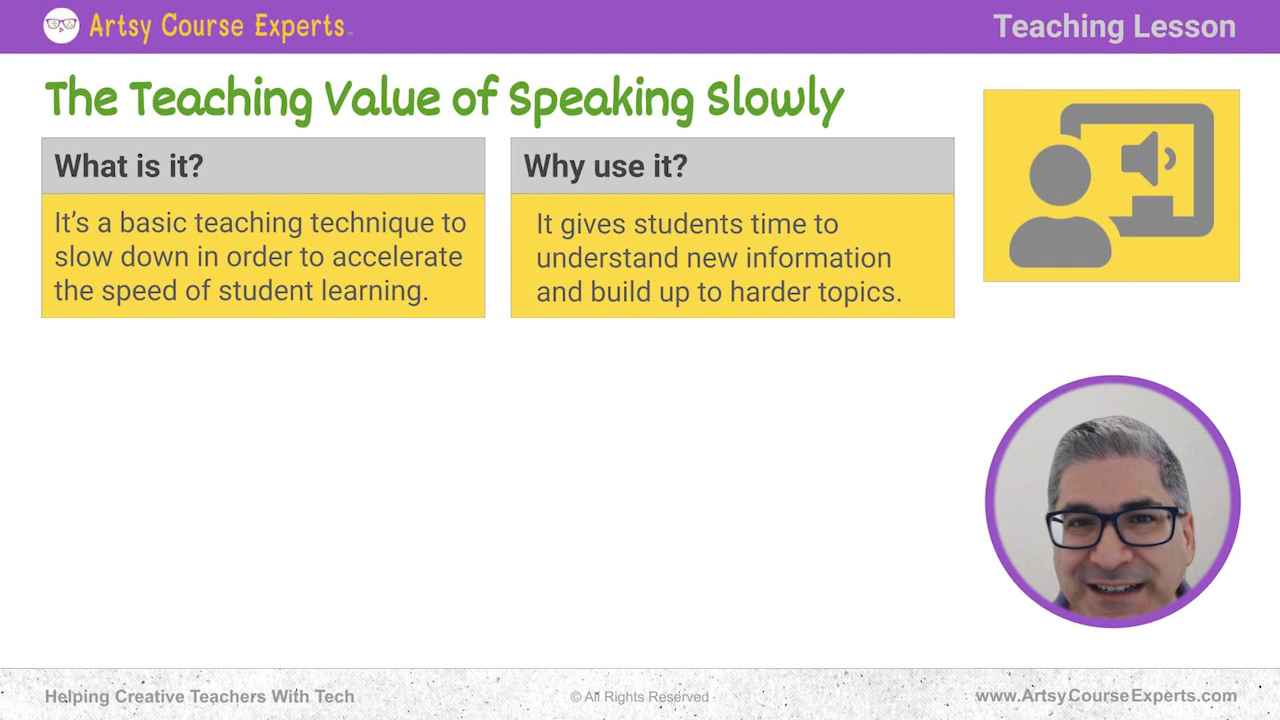 Artsy Course Experts
Teaching Lesson
The Teaching Value of Speaking Slowly
What is it?
It's a basic teaching technique to
slow down in order to accelerate
the speed of student learning.
Why use it?
It gives students time to
understand new information
and build up to harder topics.
Helping Creative Teachers With Tech
© All Rights Reserved
www.ArtsyCourseExperts.com